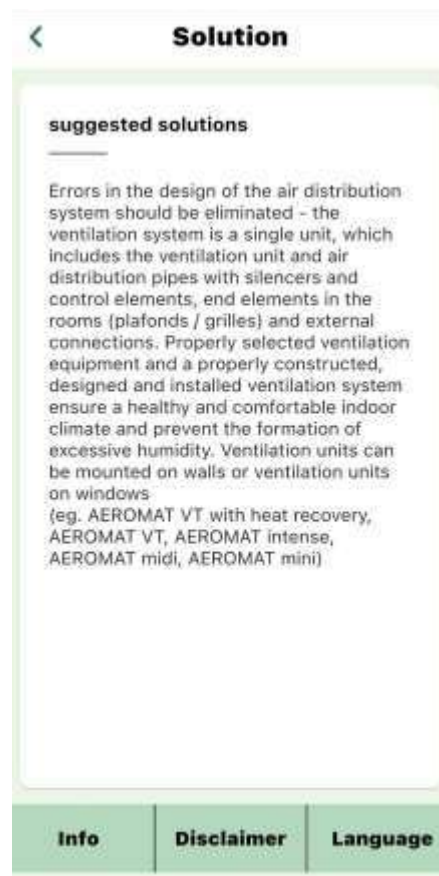 Solution
suggested solutions
Errors in the design of the air distribution
system should be eliminated - the
ventilation system is a single unit, which
includes the ventilation unit and air
distribution pipes with silencers and
control elements, end elements in the
rooms (plafonds / grilles) and external
connections. Properly selected ventilation
equipment and a properly constructed,
designed and installed ventilation system
ensure a healthy and comfortable indoor
climate and prevent the formation of
excessive humidity. Ventilation units can
be mounted on walls or ventilation units
on windows
(eg. AEROMAT VT with heat recovery,
AEROMAT VT, AEROMAT intense,
AEROMAT midi, AEROMAT mini)
Info Disclaimer Language